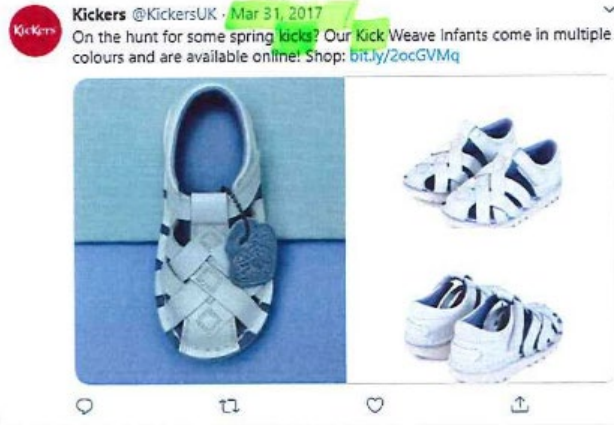 Kickers @KickersUK · Mar 31, 2017
KicKers
On the hunt for some spring kicks? Our Kick Weave Infants come in multiple
colours and are available online! Shop: bit.ly/2ocGVMq